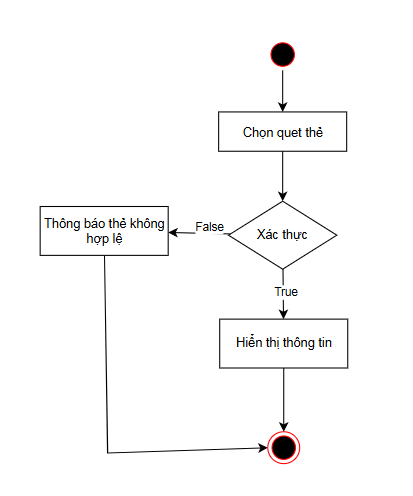 Chọn quet thẻ
Xác thực
False
Thông báo thẻ không
hợp lệ
True
Hiển thị thông tin